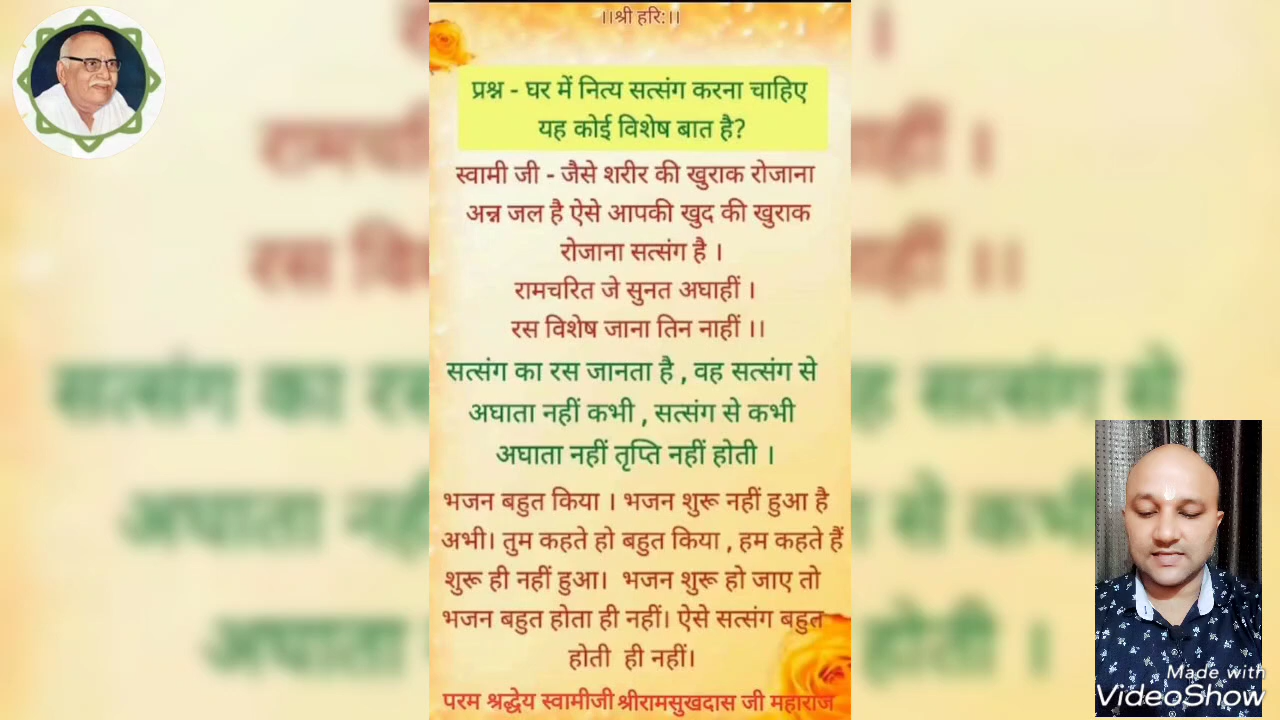 ।।श्री हरि:।।
प्रश्न - घर में नित्य सत्संग करना चाहिए
यह कोई विशेष बात है?
स्वामी जी - जैसे शरीर की खुराक रोजाना
अन्न जल है ऐसे आपकी खुद की खुराक
रोजाना सत्संग है ।
रामचरित जे सुनत अघाहीं ।
रस विशेष जाना तिन नाहीं ।।
सत्संग का रस जानता है , वह सत्संग से
अघाता नहीं कभी , सत्संग से कभी
अघाता नहीं तृप्ति नहीं होती ।
भजन बहुत किया । भजन शुरू नहीं हुआ है
अभी। तुम कहते हो बहुत किया , हम कहते हैं
शुरू ही नहीं हुआ। भजन शुरू हो जाए तो
भजन बहुत होता ही नहीं। ऐसे सत्संग बहुत
होती ही नहीं।
परम श्रद्धेय स्वामीजी श्रीरामसुखदास जी महाराज
Made with
VideoShow